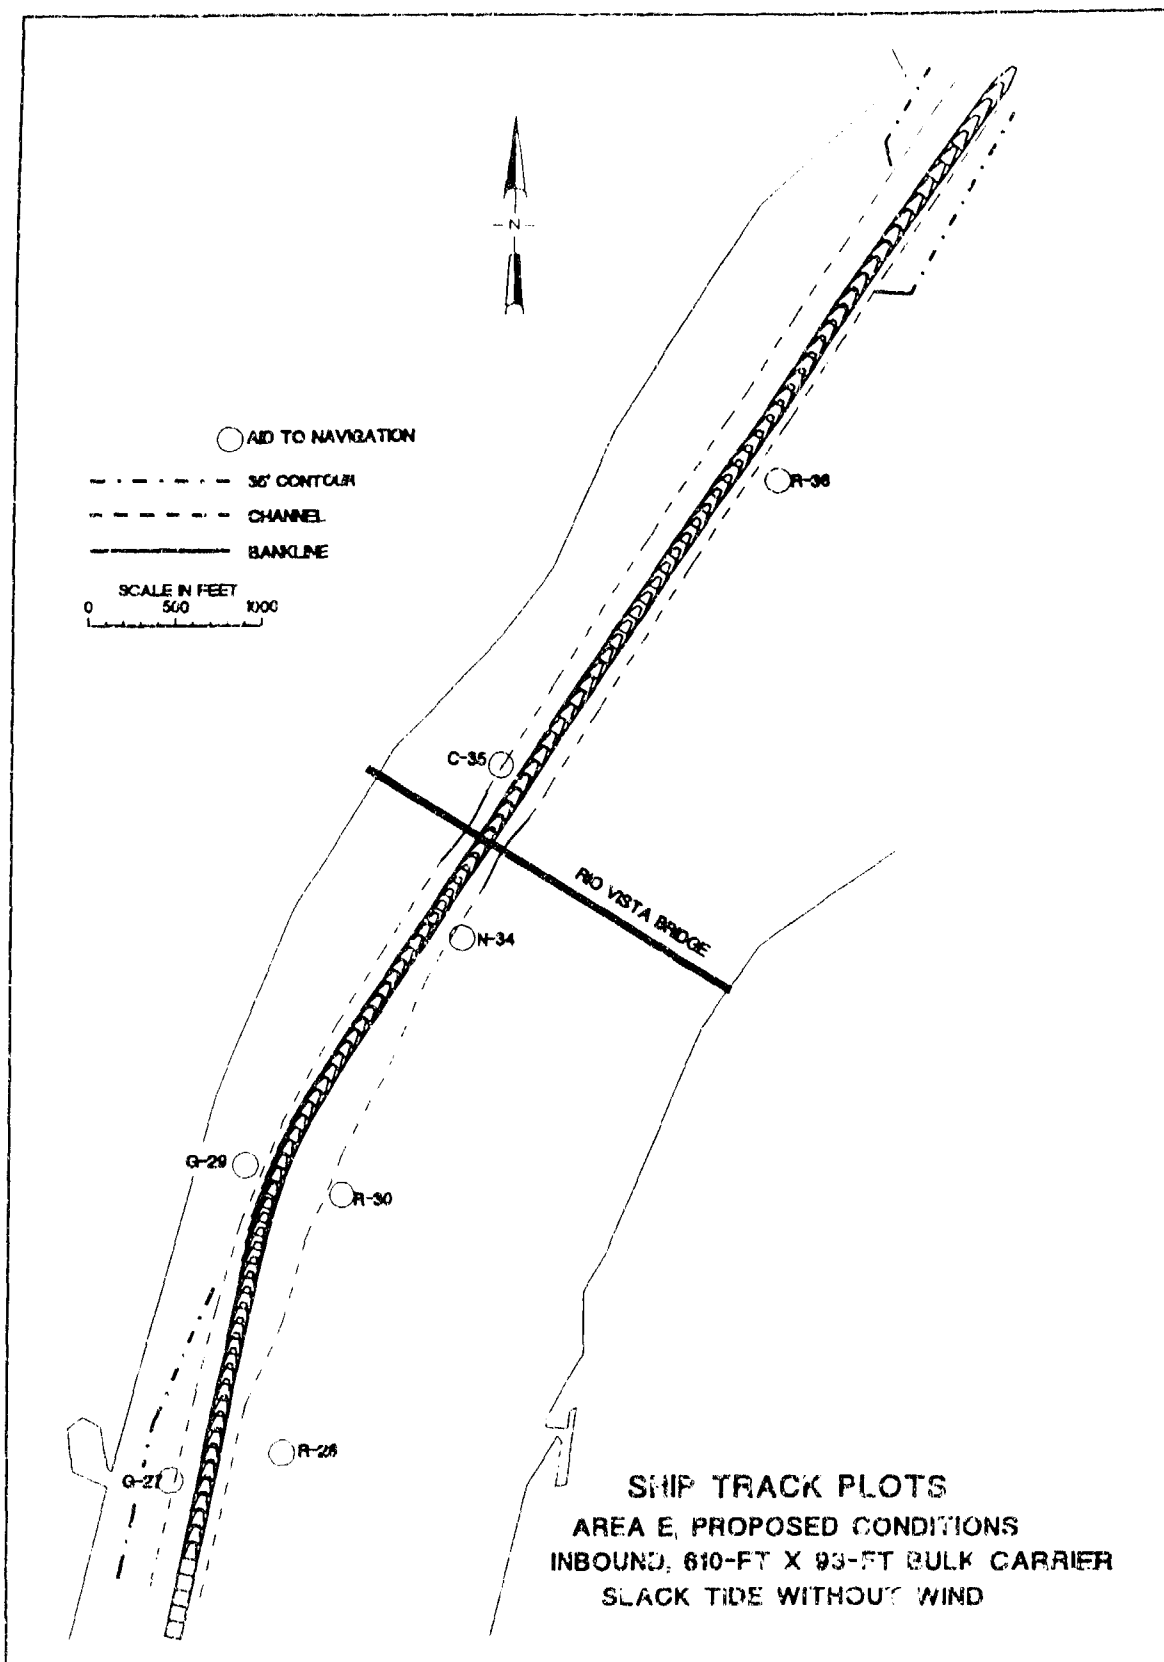 N
AID TO NAVIGATION
35' CONTOUR
CHANNEL
BANKLINE
SCALE IN FEET
0 500 1000
R-36
C-35
RIO VISTA BRIDGE
N-34
G-29
R-30
R-28
G-27
SHIP TRACK PLOTS
AREA E, PROPOSED CONDITIONS
INBOUND, 610-FT X 93-FT BULK CARRIER
SLACK TIDE WITHOUT WIND